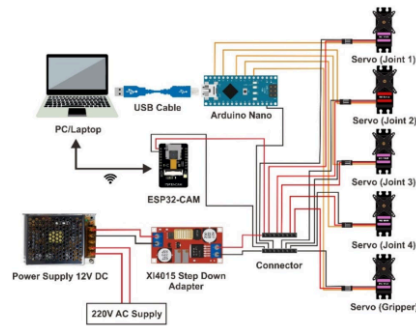 Servo (Joint 1)
USB Cable
Arduino Nano
PC/Laptop
Servo (Joint 2)
ESP32-CAM
Servo (Joint 3)
Servo (Joint 4)
Power Supply 12V DC
Xl4015 Step Down
Adapter
Connector
220V AC Supply
Servo (Gripper)